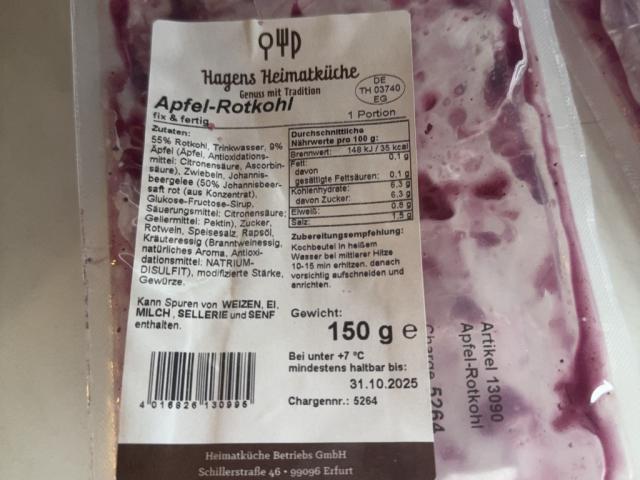 Hagens Heimatküche
Genuss mit Tradition
DE
TH 03740
EG
Apfel-Rotkohl
fix & fertig
1 Portion
Zutaten:
55% Rotkohl, Trinkwasser, 9%
Apfel (Apfel, Antioxidations-
mittel: Citronensäure, Ascorbin-
säure), Zwiebeln, Johannis-
beergelee (50% Johannisbeer-
saft rot (aus Konzentrat),
Glukose-Fructose-Sirup,
Säuerungsmittel: Citronensäure;
Geliermittel: Pektin), Zucker,
Rotwein, Speisesalz, Rapsöl,
Kräuteressig (Branntweinessig,
natürliches Aroma, Antioxi-
dationsmittel: NATRIUM-
DISULFIT), modifizierte Stärke,
Gewürze.
Kann Spuren von WEIZEN, EI,
MILCH, SELLERIE und SENF
enthalten.
Durchschnittliche
Nährwerte pro 100 g:
Brennwert: 148 kJ / 35 kcal
Fett: 0,1 g
davon
gesättigte Fettsäuren: 0,1 g
Kohlenhydrate: 6,3 g
davon Zucker: 6,3 g
Eiweiß: 0,8 g
Salz: 1,5 g
Zubereitungsempfehlung:
Kochbeutel in heißem
Wasser bei mittlerer Hitze
10-15 min erhitzen, danach
vorsichtig aufschneiden und
anrichten.
Gewicht:
150 g e
Bei unter +7 °C
mindestens haltbar bis:
31.10.2025
Chargennr.: 5264
4 016826 130995
Heimatküche Betriebs GmbH
Schillerstraße 46 • 99096 Erfurt
Artikel 13090
Apfel-Rotkohl
Charge 5264